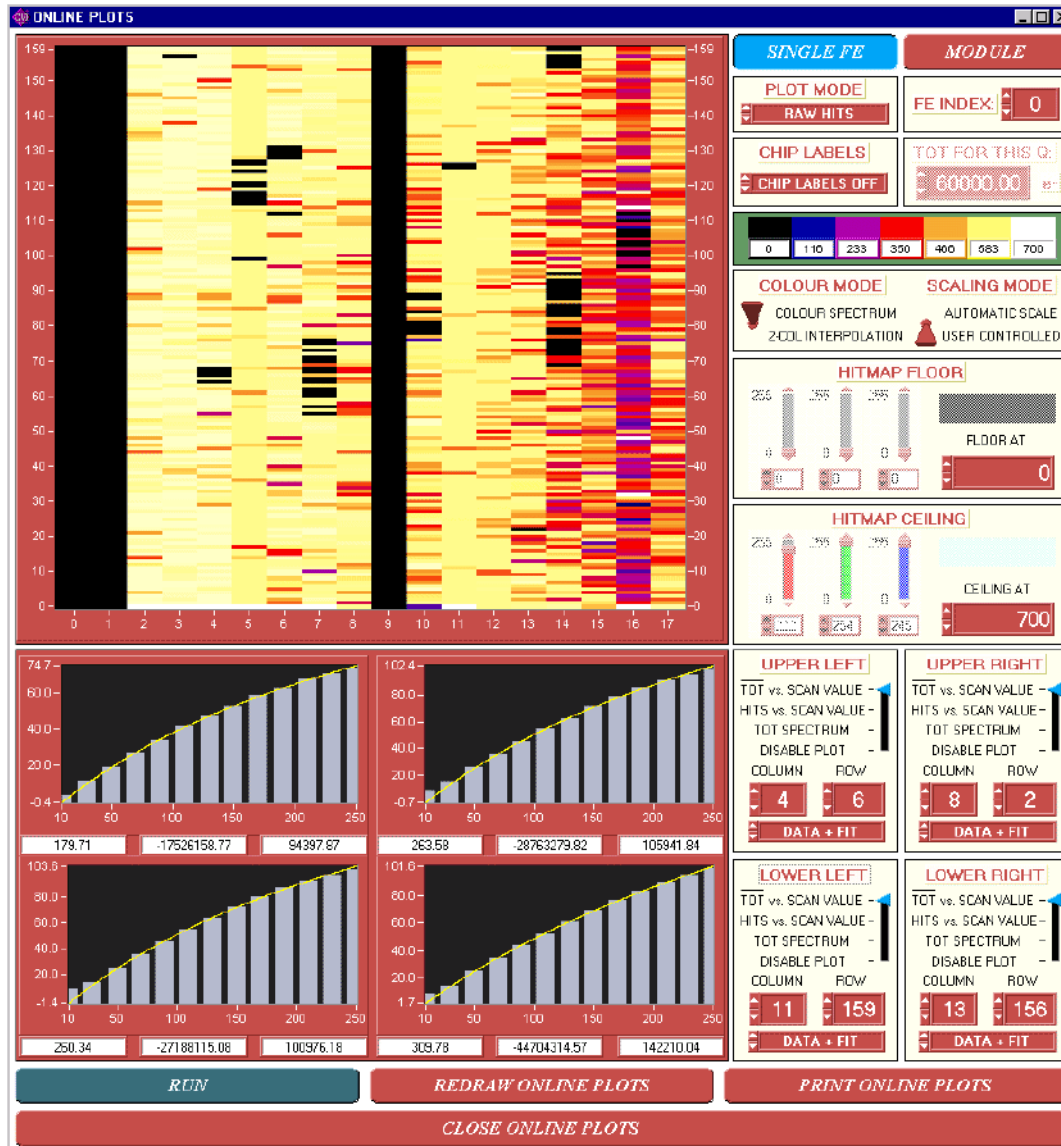 ONLINE PLOTS
SINGLE FE
MODULE
PLOT MODE
RAW HITS
FE INDEX: 0
CHIP LABELS
CHIP LABELS OFF
TOT FOR THIS Q:
60000.00 e-
0 233 350 583 700
COLOUR MODE
COLOUR SPECTRUM
2-COL INTERPOLATION
SCALING MODE
AUTOMATIC SCALE
USER CONTROLLED
159 150 140 130 120 110 100 90 80 70 60 50 40 30 20 10 0
159 150 140 130 120 110 100 90 80 70 60 50 40 30 20 10 0
0 1 2 3 4 5 6 7 8 9 10 11 12 13 14 15 16 17
HITMAP FLOOR
255 255 255
0 0 0
0 0 0
FLOOR AT
0
HITMAP CEILING
255 255 255
0 0 0
254 245
CEILING AT
700
74.7 60.0 40.0 20.0 -0.4
10 50 100 150 200 250
179.71 -17526158.77 94397.87
102.4 80.0 60.0 40.0 20.0 -0.7
10 50 100 150 200 250
263.58 -28763279.82 105941.84
103.6 80.0 60.0 40.0 20.0 -1.4
10 50 100 150 200 250
260.34 -27188115.08 100976.18
101.6 80.0 60.0 40.0 20.0 1.7
10 50 100 150 200 250
309.78 -44704314.57 142210.04
UPPER LEFT
TOT vs. SCAN VALUE
HITS vs. SCAN VALUE
TOT SPECTRUM
DISABLE PLOT
COLUMN ROW
4 6
DATA + FIT
UPPER RIGHT
TOT vs. SCAN VALUE
HITS vs. SCAN VALUE
TOT SPECTRUM
DISABLE PLOT
COLUMN ROW
8 2
DATA + FIT
LOWER LEFT
TOT vs. SCAN VALUE
HITS vs. SCAN VALUE
TOT SPECTRUM
DISABLE PLOT
COLUMN ROW
11 159
DATA + FIT
LOWER RIGHT
TOT vs. SCAN VALUE
HITS vs. SCAN VALUE
TOT SPECTRUM
DISABLE PLOT
COLUMN ROW
13 156
DATA + FIT
RUN
REDRAW ONLINE PLOTS
PRINT ONLINE PLOTS
CLOSE ONLINE PLOTS